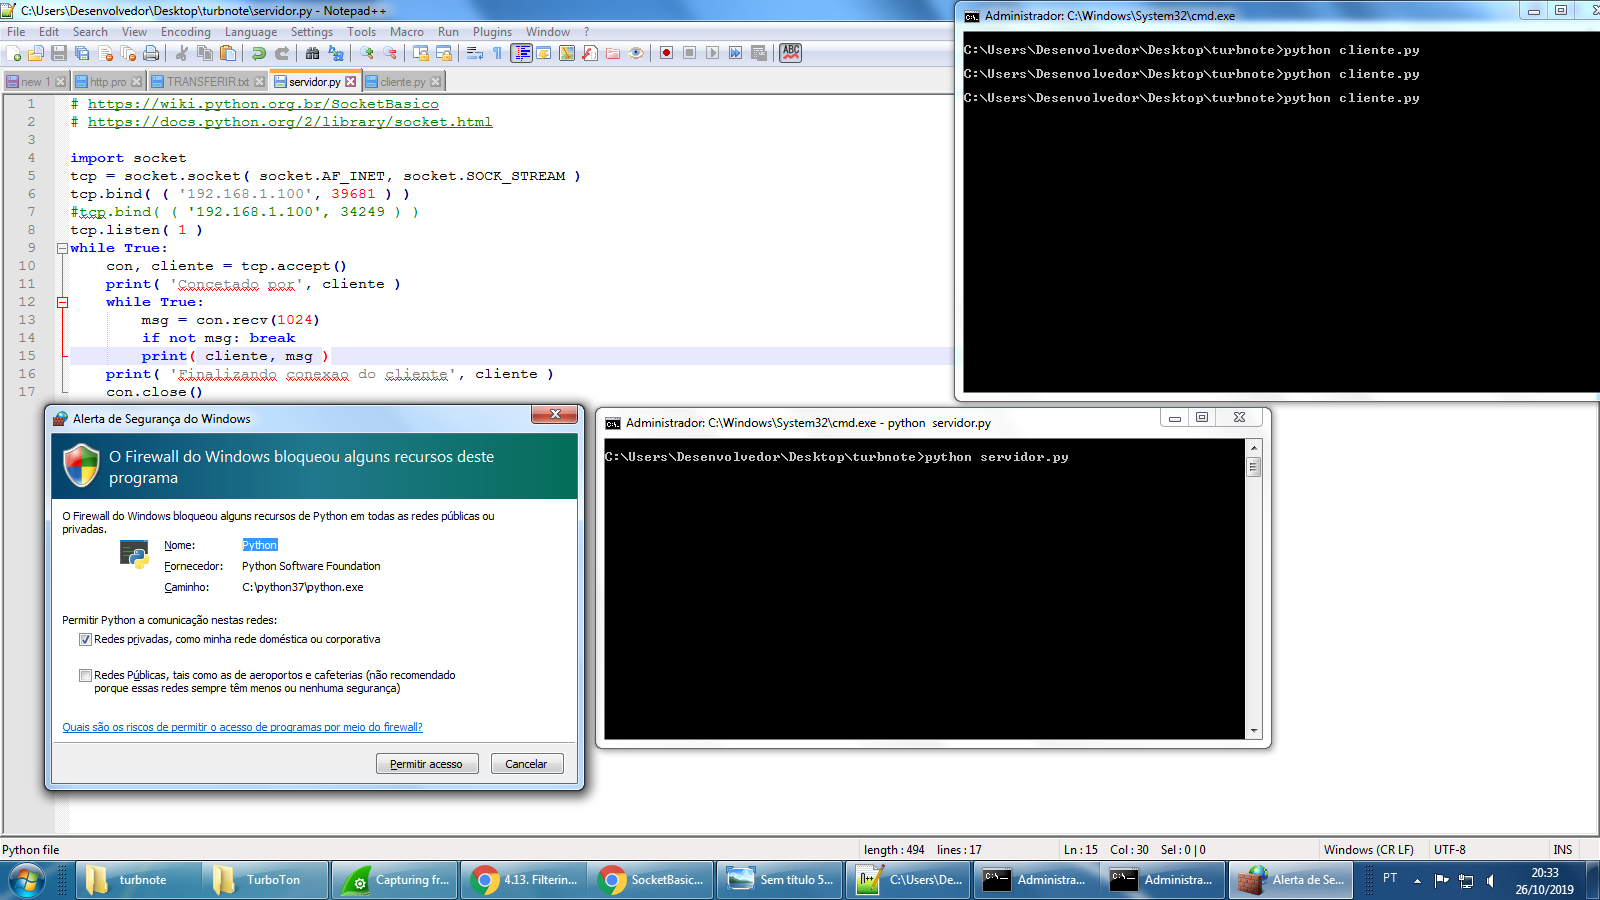 C:\Users\Desenvolvedor\Desktop\turbnote\servidor.py - Notepad++
File Edit Search View Encoding Language Settings Tools Macro Run Plugins Window ?
new 1
http.pro
TRANSFERIR.txt
servidor.py
cliente.py
1 # https://wiki.python.org.br/SocketBasico
2 # https://docs.python.org/2/library/socket.html
3
4 import socket
5 tcp = socket.socket( socket.AF_INET, socket.SOCK_STREAM )
6 tcp.bind( ( '192.168.1.100', 39681 ) )
7 #tcp.bind( ( '192.168.1.100', 34249 ) )
8 tcp.listen( 1 )
9 while True:
10 con, cliente = tcp.accept()
11 print( 'Concetado por', cliente )
12 while True:
13 msg = con.recv(1024)
14 if not msg: break
15 print( cliente, msg )
16 print( 'Finalizando conexao do cliente', cliente )
17 con.close()
Administrador: C:\Windows\System32\cmd.exe
C:\Users\Desenvolvedor\Desktop\turbnote>python cliente.py
C:\Users\Desenvolvedor\Desktop\turbnote>python cliente.py
C:\Users\Desenvolvedor\Desktop\turbnote>python cliente.py
Alerta de Segurança do Windows
O Firewall do Windows bloqueou alguns recursos deste
programa
O Firewall do Windows bloqueou alguns recursos de Python em todas as redes públicas ou
privadas.
Nome: Python
Fornecedor: Python Software Foundation
Caminho: C:\python37\python.exe
Permitir Python a comunicação nestas redes:
Redes privadas, como minha rede doméstica ou corporativa
Redes Públicas, tais como as de aeroportos e cafeterias (não recomendado
porque essas redes sempre têm menos ou nenhuma segurança)
Quais são os riscos de permitir o acesso de programas por meio do firewall?
Permitir acesso
Cancelar
Administrador: C:\Windows\System32\cmd.exe - python servidor.py
C:\Users\Desenvolvedor\Desktop\turbnote>python servidor.py
Python file
length : 494 lines : 17
Ln : 15 Col : 30 Sel : 0 | 0
Windows (CR LF)
UTF-8
INS
turbnote
TurboTon
Capturing fr...
4.13. Filterin...
SocketBasic...
Sem título 5...
C:\Users\De...
Administra...
Administra...
Alerta de Se...
PT
20:33
26/10/2019